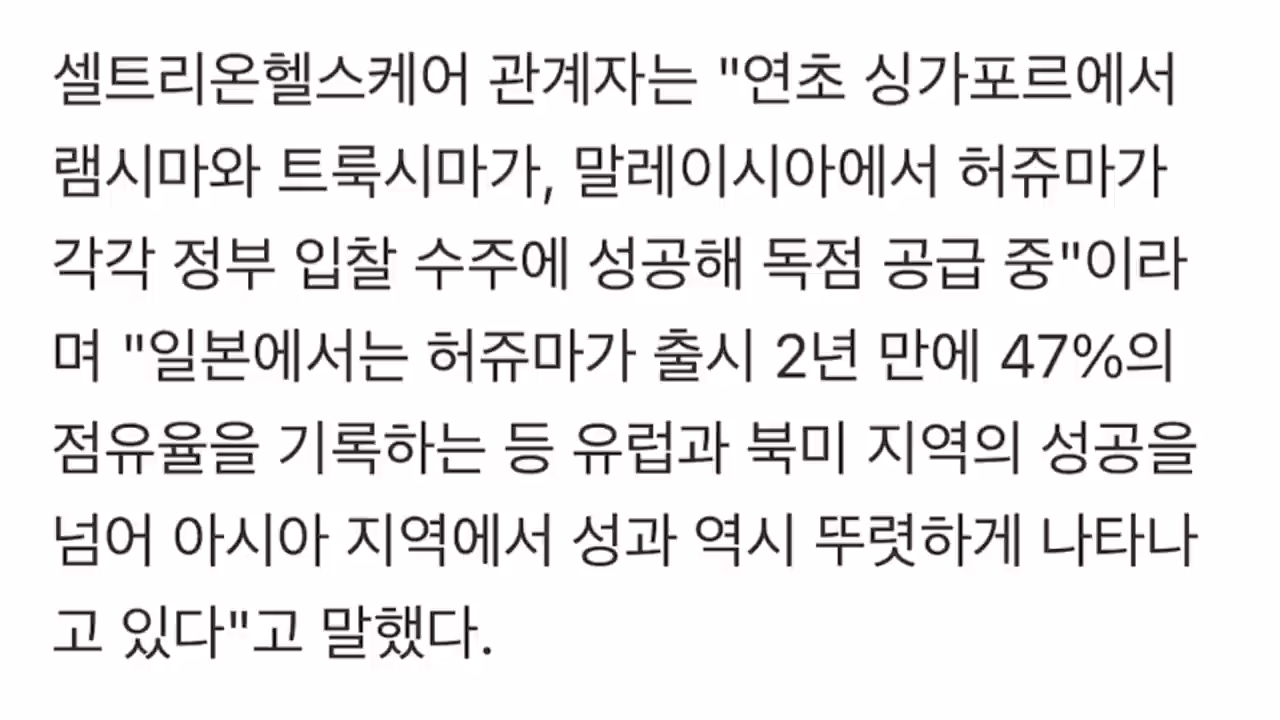 셀트리온헬스케어 관계자는 "연초 싱가포르에서
램시마와 트룩시마가, 말레이시아에서 허쥬마가
각각 정부 입찰 수주에 성공해 독점 공급 중"이라
며 "일본에서는 허쥬마가 출시 2년 만에 47%의
점유율을 기록하는 등 유럽과 북미 지역의 성공을
넘어 아시아 지역에서 성과 역시 뚜렷하게 나타나
고 있다"고 말했다.